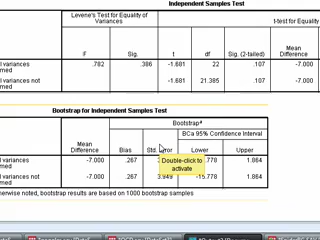 Independent Samples Test
Levene's Test for Equality of Variances
t-test for Equality
F Sig. t df Sig. (2-tailed) Mean Difference
l variances .782 .386 -1.681 22 .107 -7.000
med
l variances not -1.681 21.385 .107 -7.000
med
Bootstrap for Independent Samples Test
Bootstrap
BCa 95% Confidence Interval
Mean Difference Bias Std. Error Lower Upper
l variances -7.000 .267 .778 1.864
med
l variances not -7.000 .267 3.949 -15.778 1.864
med
Double-click to
activate
herwise noted, bootstrap results are based on 1000 bootstrap samples